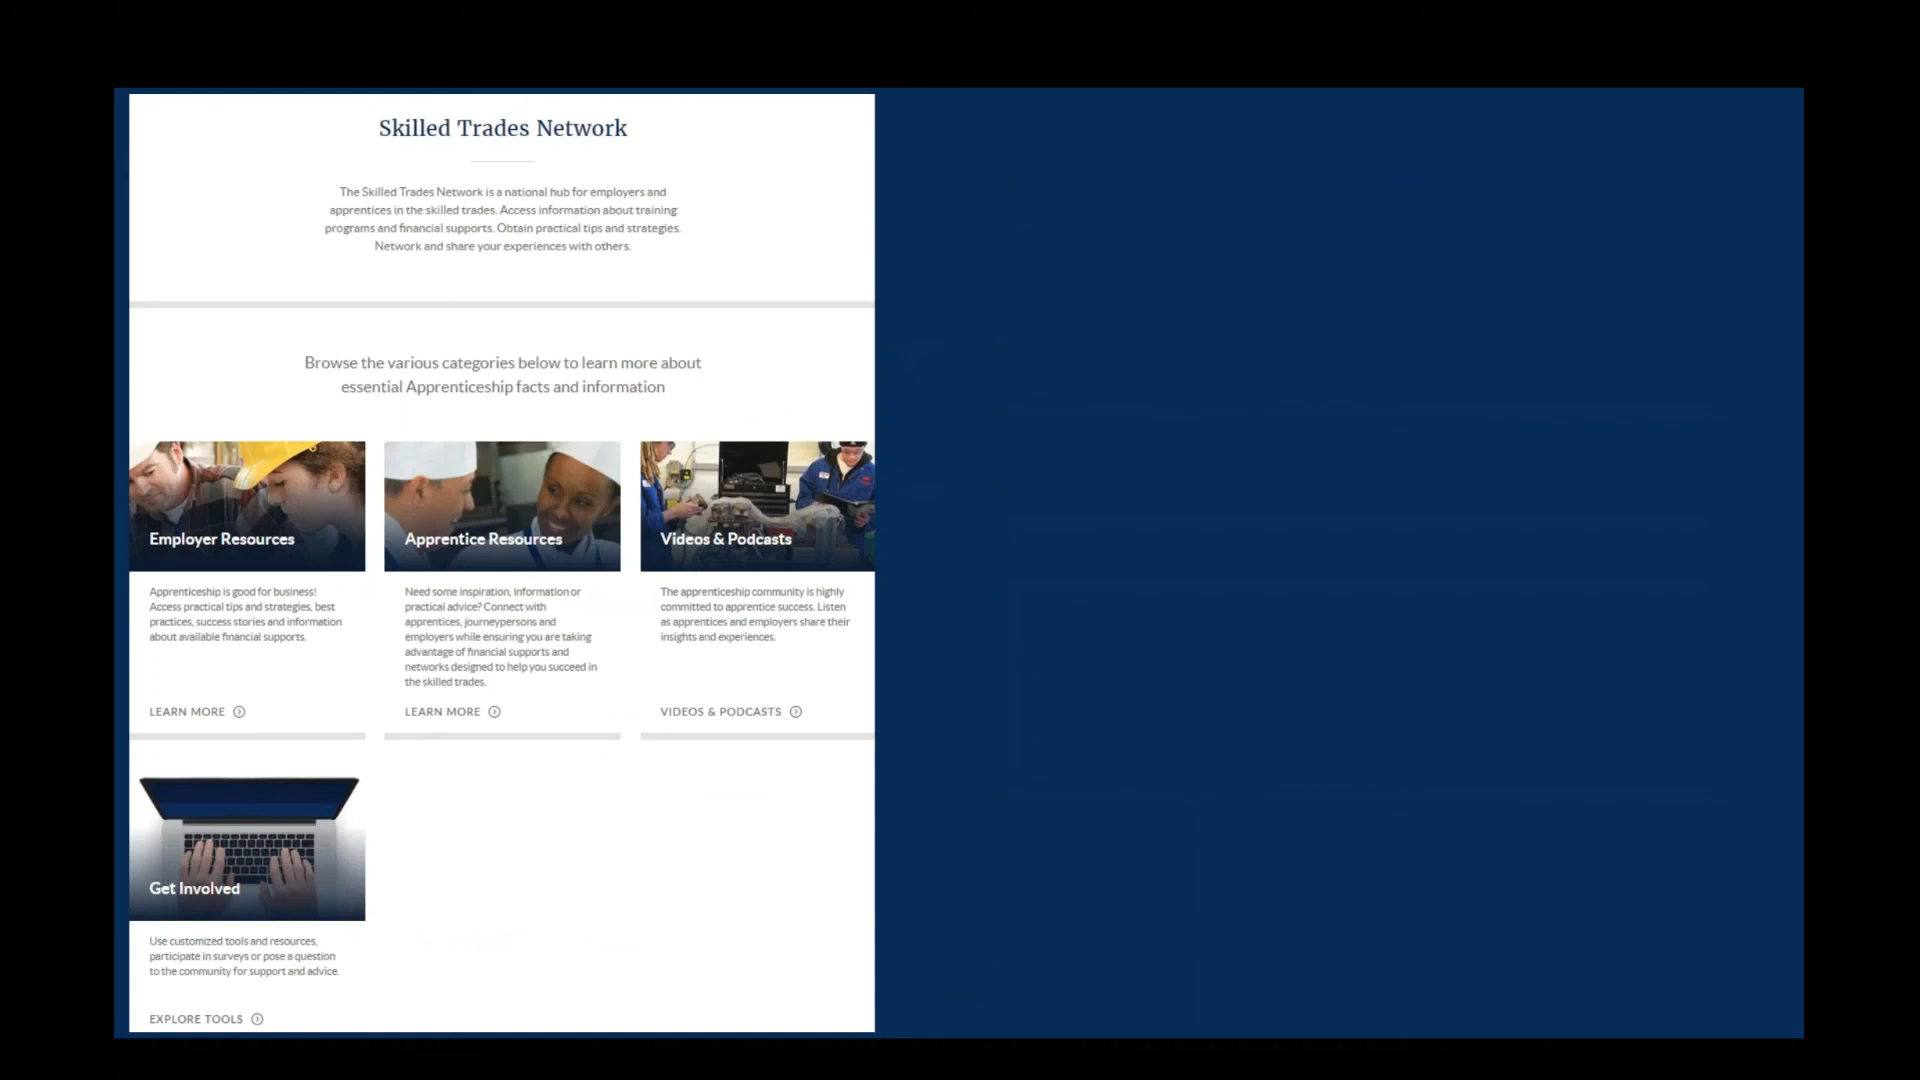 Skilled Trades Network
The Skilled Trades Network is a national hub for employers and
apprentices in the skilled trades. Access information about training
programs and financial supports. Obtain practical tips and strategies.
Network and share your experiences with others.
Browse the various categories below to learn more about
essential Apprenticeship facts and information
Employer Resources
Apprenticeship is good for business!
Access practical tips and strategies, best
practices, success stories and information
about available financial supports.
LEARN MORE
Apprentice Resources
Need some inspiration, information or
practical advice? Connect with
apprentices, journeypersons and
employers while ensuring you are taking
advantage of financial supports and
networks designed to help you succeed in
the skilled trades.
LEARN MORE
Videos & Podcasts
The apprenticeship community is highly
committed to apprentice success. Listen
as apprentices and employers share their
insights and experiences.
VIDEOS & PODCASTS
Get Involved
Use customized tools and resources,
participate in surveys or pose a question
to the community for support and advice.
EXPLORE TOOLS